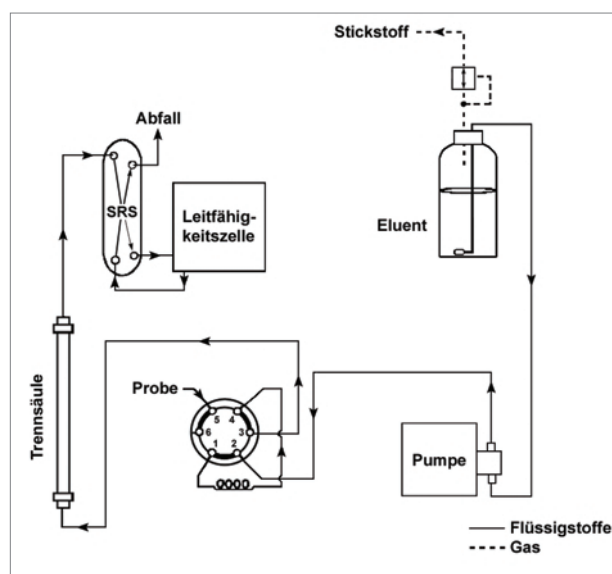 Stickstoff
Abfall
SRS
Leitfähig-
keitszelle
Eluent
Trennsäule
Probe
5
4
6
3
1
2
Pumpe
Flüssigstoffe
Gas